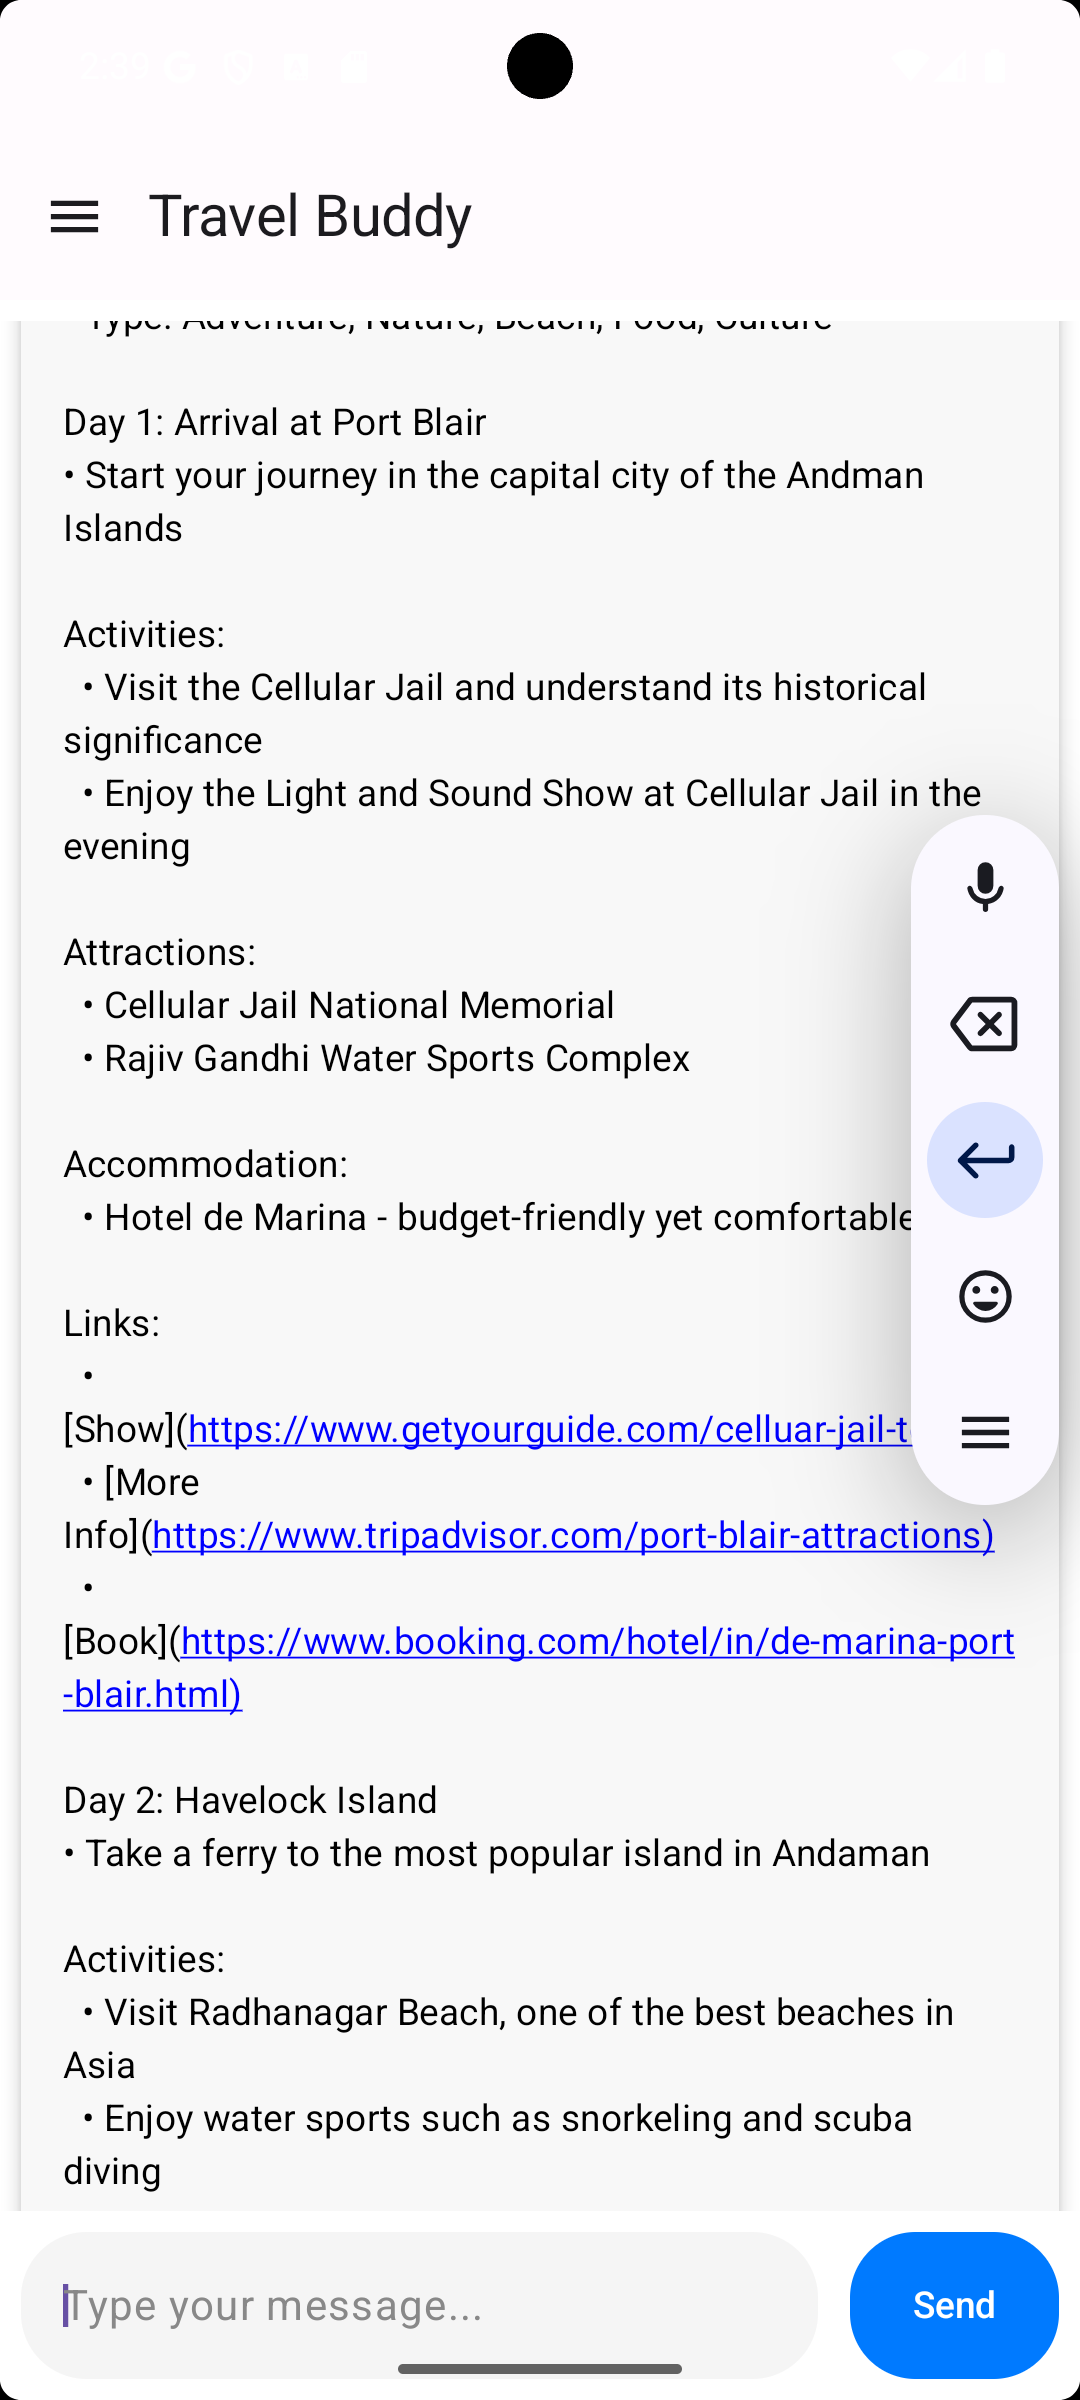 Travel Buddy
Type: Adventure, Nature, Beach, Food, Culture
Day 1: Arrival at Port Blair
• Start your journey in the capital city of the Andman
Islands
Activities:
• Visit the Cellular Jail and understand its historical
significance
• Enjoy the Light and Sound Show at Cellular Jail in the
evening
Attractions:
• Cellular Jail National Memorial
• Rajiv Gandhi Water Sports Complex
Accommodation:
• Hotel de Marina - budget-friendly yet comfortable
Links:
•
[Show](https://www.getyourguide.com/celluar-jail-t
• [More
Info](https://www.tripadvisor.com/port-blair-attractions)
•
[Book](https://www.booking.com/hotel/in/de-marina-port
-blair.html)
Day 2: Havelock Island
• Take a ferry to the most popular island in Andaman
Activities:
• Visit Radhanagar Beach, one of the best beaches in
Asia
• Enjoy water sports such as snorkeling and scuba
diving
Type your message...
Send